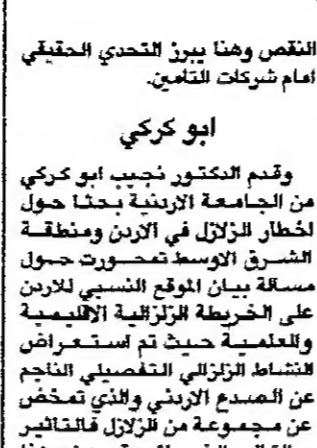 النقص وهنا يبرز التحدي الحقيقي
امام شركات التامين.
ابو كركي
وقدم الدكتور نجيب ابو كركي
من الجامعة الاردنية بحثا حول
اخطار الزلازل في الاردن ومنطقة
الشرق الاوسط تمحورت حول
مسالة بيان الموقع النسبي للاردن
على الخريطة الزلزالية الاقليمية
والعلمية حيث تم استعراض
النشاط الزلزالي التفصيلي الناجم
عن الصدع الاردني والذي تمخض
عن مجموعة من الزلازل فالتاثير